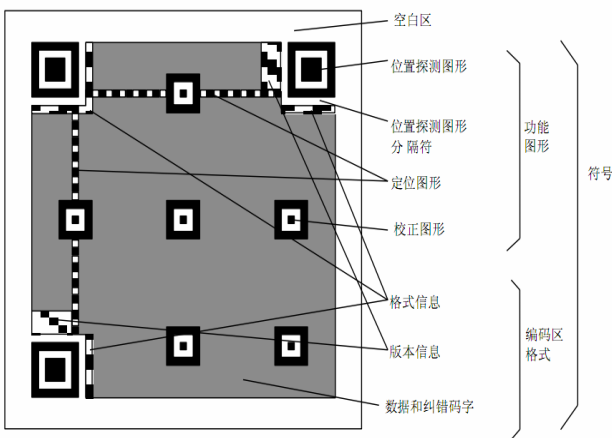 空白区
位置探测图形
位置探测图形
分 隔符
定位图形
校正图形
格式信息
版本信息
数据和纠错码字
功能
图形
编码区
格式
符号